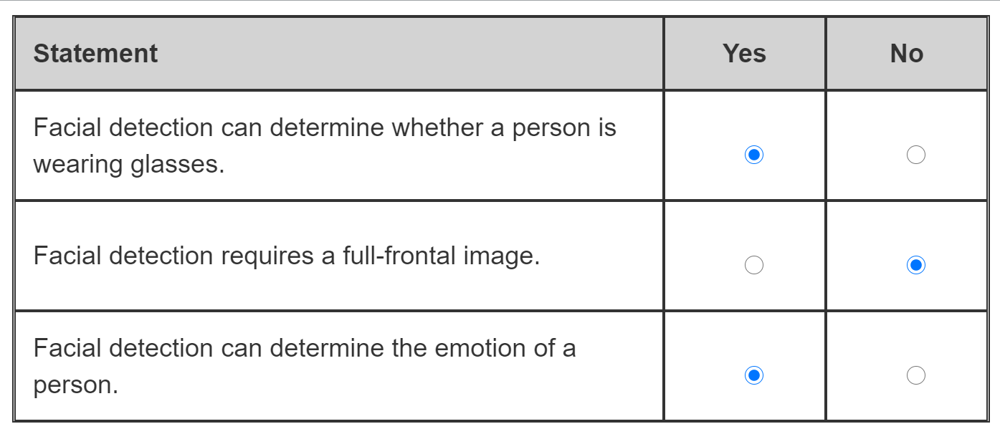 Statement Yes No
Facial detection can determine whether a person is
wearing glasses.
Facial detection requires a full-frontal image.
Facial detection can determine the emotion of a
person.